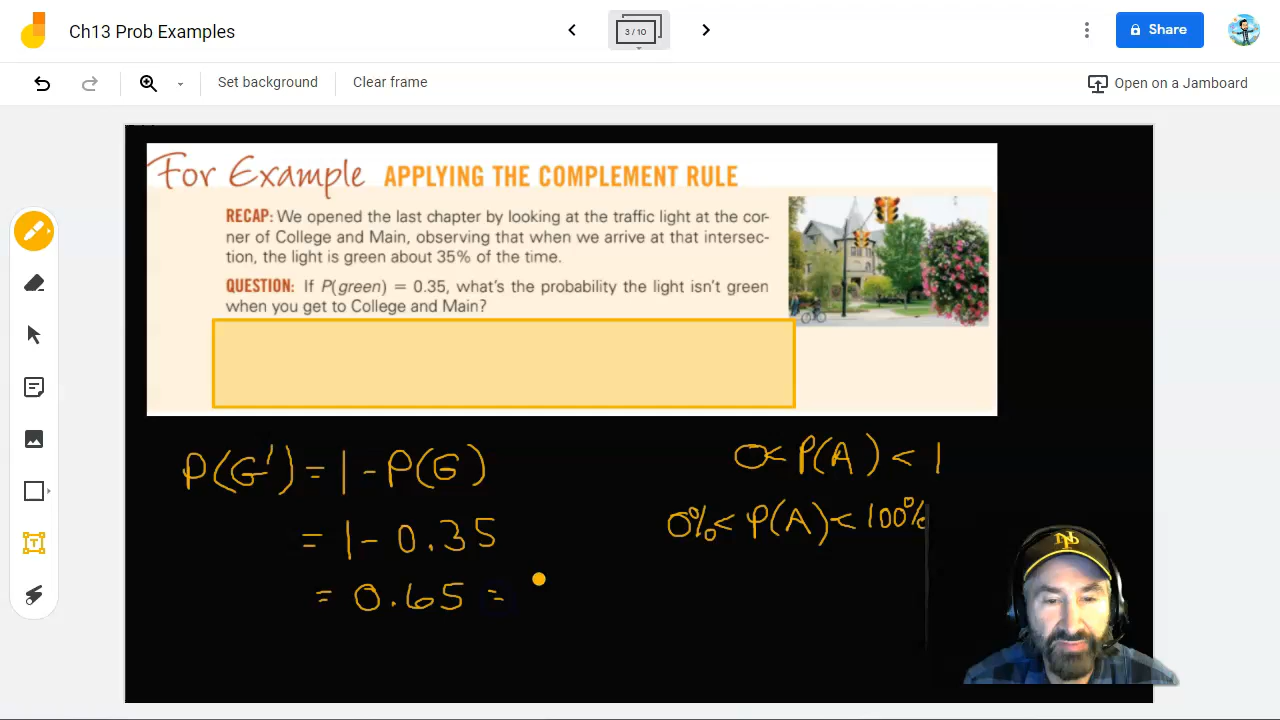 Ch13 Prob Examples
3 / 10
Share
Set background
Clear frame
Open on a Jamboard
For Example APPLYING THE COMPLEMENT RULE
RECAP: We opened the last chapter by looking at the traffic light at the cor-
ner of College and Main, observing that when we arrive at that intersec-
tion, the light is green about 35% of the time.
QUESTION: If P(green) = 0.35, what's the probability the light isn't green
when you get to College and Main?
P(G') = 1 - P(G)
= 1 - 0.35
= 0.65 =
0 < P(A) < 1
0% < P(A) < 100%